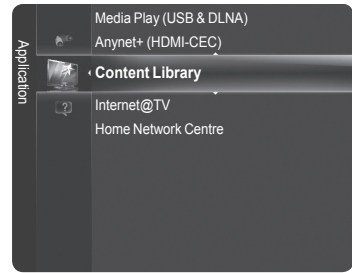 Application
Media Play (USB & DLNA)
Anynet+ (HDMI-CEC)
Content Library
Internet@TV
Home Network Centre